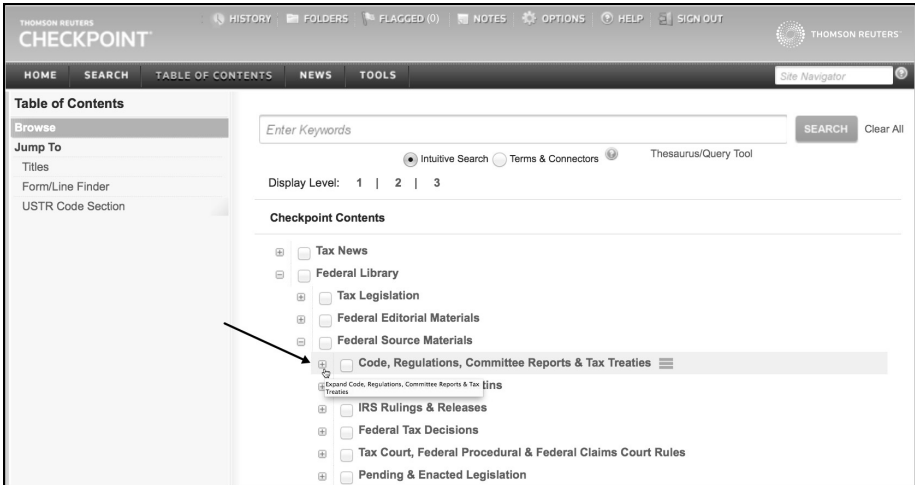 THOMSON REUTERS
CHECKPOINT
HISTORY FOLDERS FLAGGED (0) NOTES OPTIONS HELP SIGN OUT
THOMSON REUTERS
HOME SEARCH TABLE OF CONTENTS NEWS TOOLS
Site Navigator
Table of Contents
Browse
Jump To
Titles
Form/Line Finder
USTR Code Section
Enter Keywords
SEARCH Clear All
Intuitive Search Terms & Connectors Thesaurus/Query Tool
Display Level: 1 | 2 | 3
Checkpoint Contents
Tax News
Federal Library
Tax Legislation
Federal Editorial Materials
Federal Source Materials
Code, Regulations, Committee Reports & Tax Treaties
Expand Code, Regulations, Committee Reports & Tax
Treaties
IRS Rulings & Releases
Federal Tax Decisions
Tax Court, Federal Procedural & Federal Claims Court Rules
Pending & Enacted Legislation